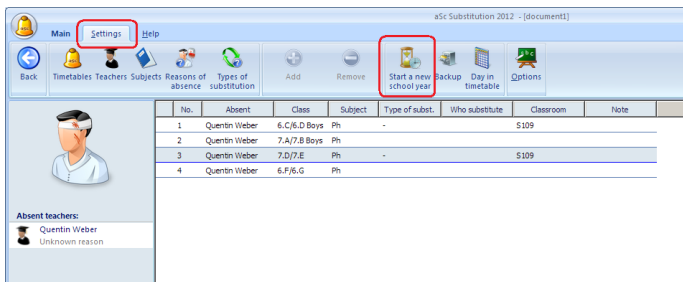 aSc Substitution 2012 - [document1]
Main Settings Help
Back Timetables Teachers Subjects Reasons of absence Types of substitution Add Remove Start a new school year Backup Day in timetable Options
No. Absent Class Subject Type of subst. Who substitute Classroom Note
1 Quentin Weber 6.C/6.D Boys Ph - S109
2 Quentin Weber 7.A/7.B Boys Ph
3 Quentin Weber 7.D/7.E Ph - S109
4 Quentin Weber 6.F/6.G Ph
Absent teachers:
Quentin Weber
Unknown reason